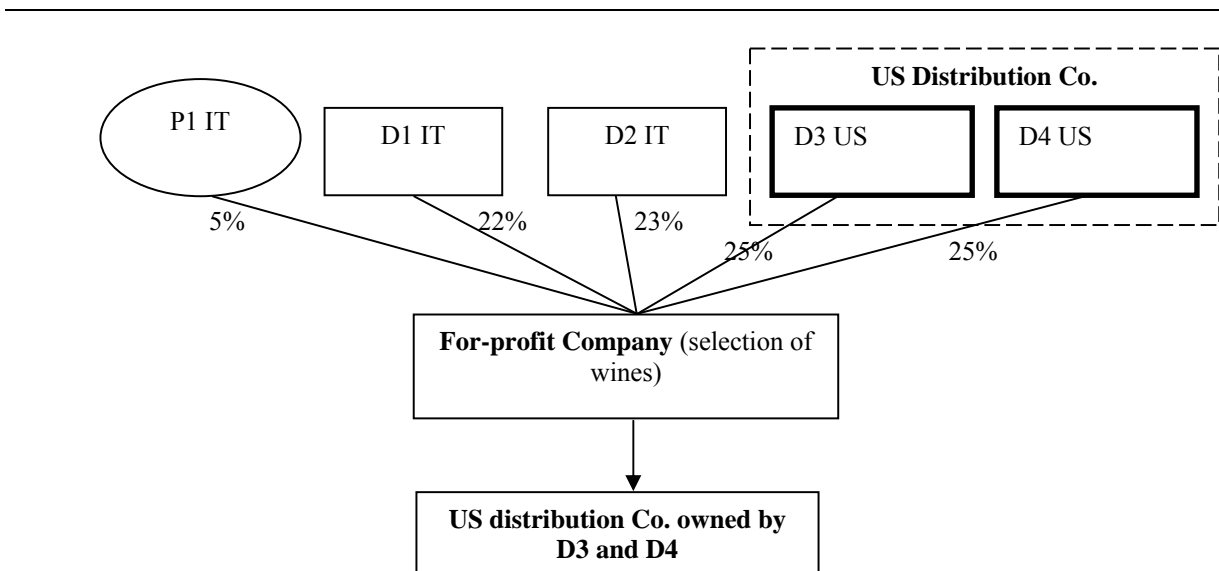 US Distribution Co.
P1 IT
D1 IT
D2 IT
D3 US
D4 US
5%
22%
23%
25%
25%
For-profit Company (selection of
wines)
US distribution Co. owned by
D3 and D4